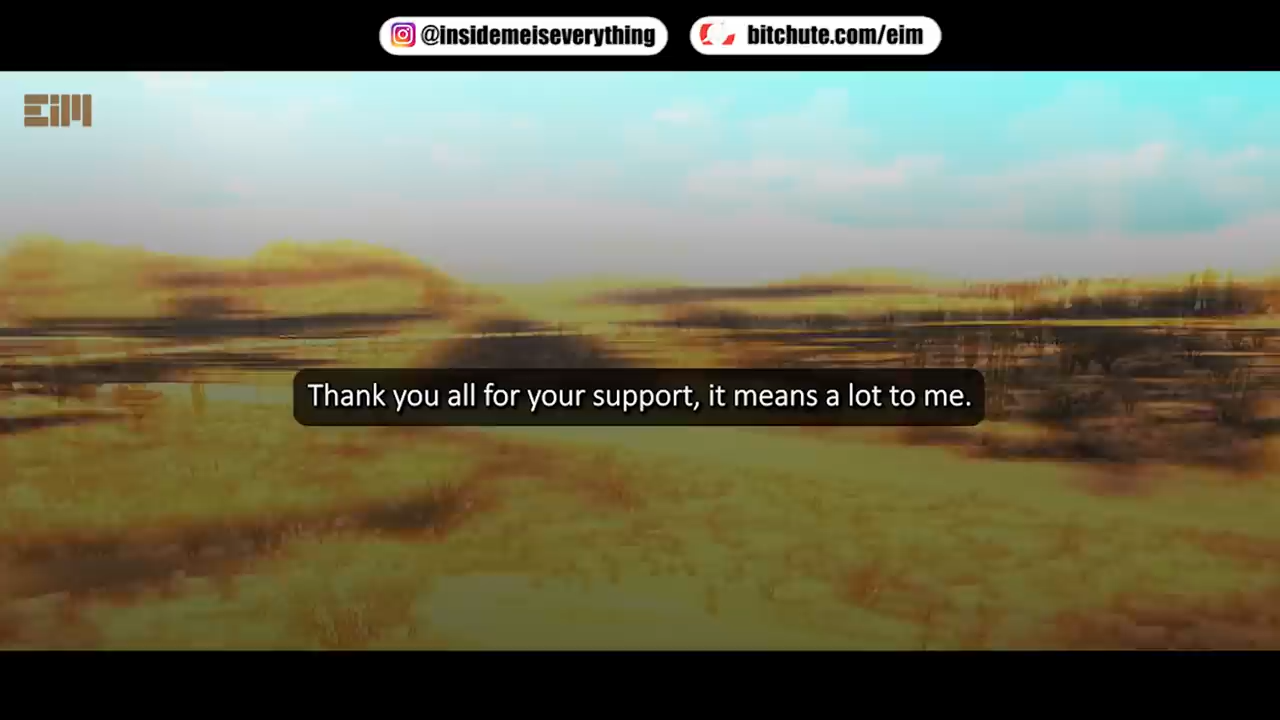 @insidemeiseverything
bitchute.com/eim
EiM
Thank you all for your support, it means a lot to me.